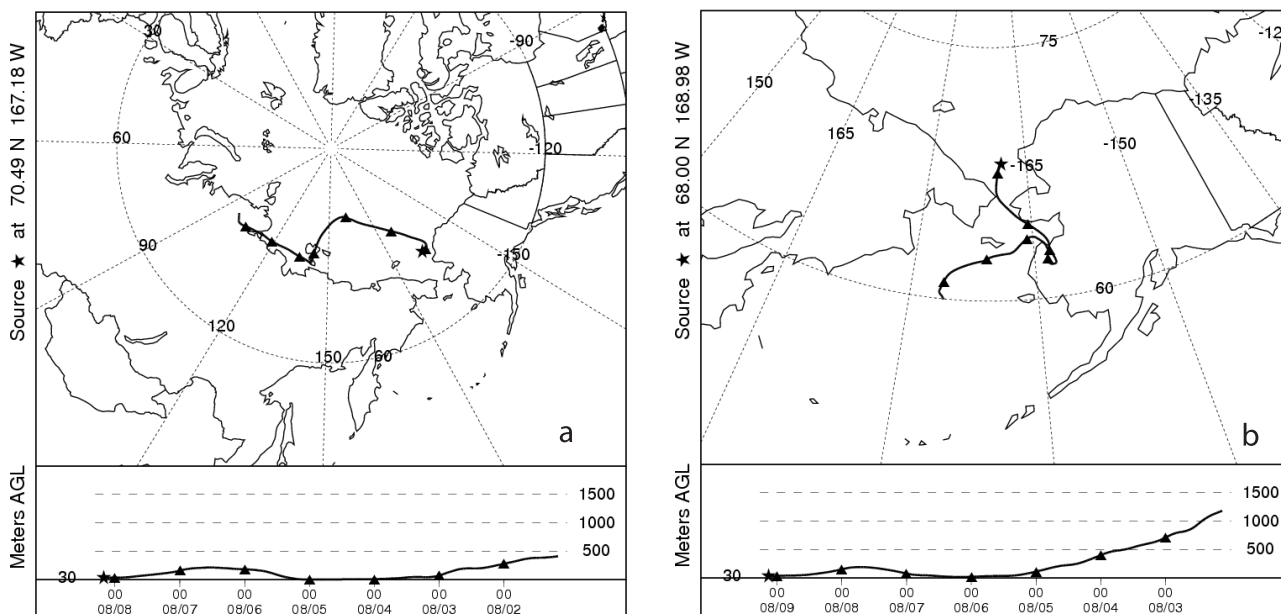 Source ★ at 70.49 N 167.18 W
30
-90
60
-120
90
-150
120
150
60
a
Meters AGL
1500
1000
500
30
00 00 00 00 00 00 00
08/08 08/07 08/06 08/05 08/04 08/03 08/02
Source ★ at 68.00 N 168.98 W
75
-12
150
-135
165
-150
-165
60
b
Meters AGL
1500
1000
500
30
00 00 00 00 00 00 00
08/09 08/08 08/07 08/06 08/05 08/04 08/03